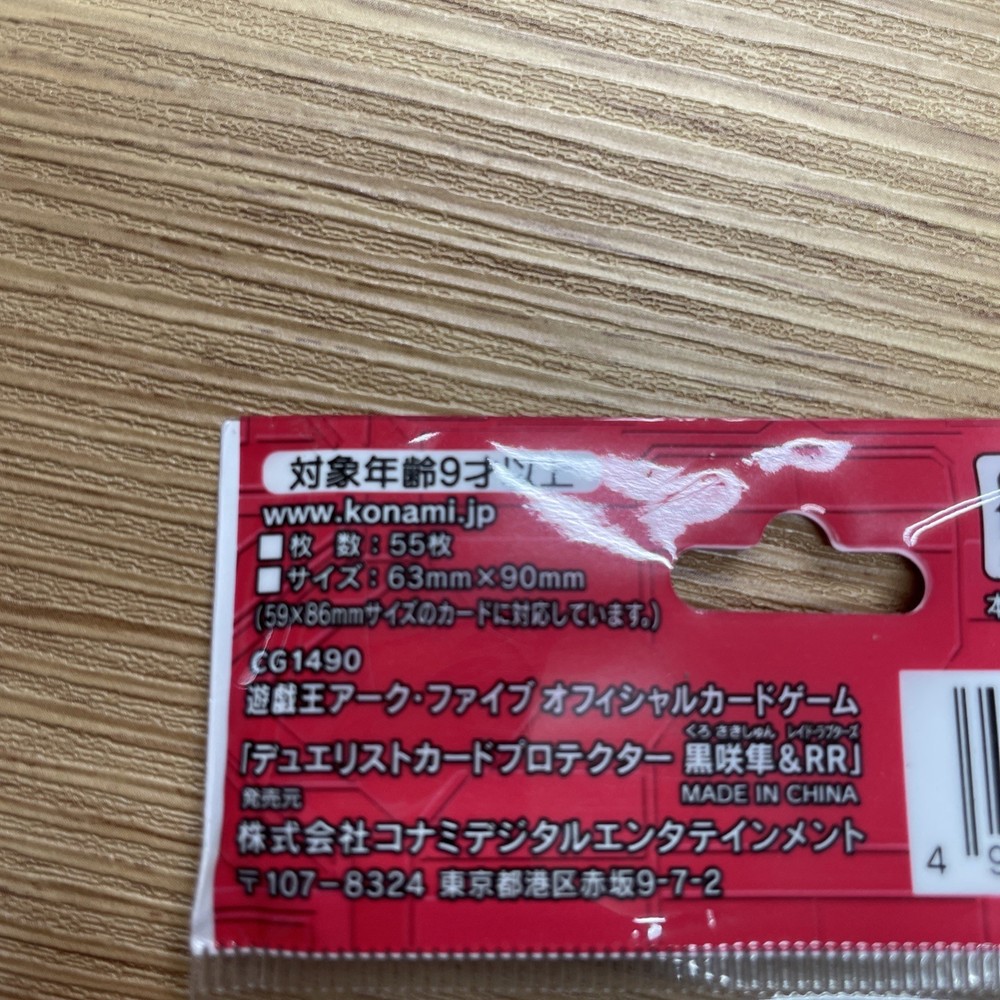 対象年齢9才以上
www.konami.jp
■枚 数：55枚
■サイズ：63mm×90mm
(59×86mmサイズのカードに対応しています。)
CG1490
遊戯王アーク・ファイブ オフィシャルカードゲーム
くろ さきしゅん レイド・ラプターズ
「デュエリストカードプロテクター 黒咲隼&RR」
MADE IN CHINA
発売元
株式会社コナミデジタルエンタテインメント
〒107-8324 東京都港区赤坂9-7-2
本
4 9